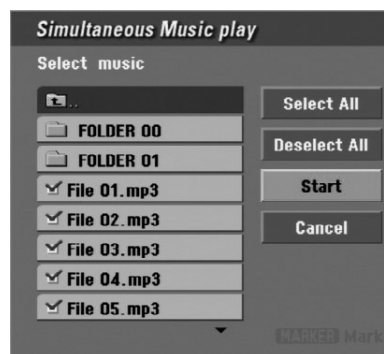 Simultaneous Music play
Select music
..
FOLDER 00
FOLDER 01
File 01.mp3
File 02.mp3
File 03.mp3
File 04.mp3
File 05.mp3
Select All
Deselect All
Start
Cancel
MARKER Mark